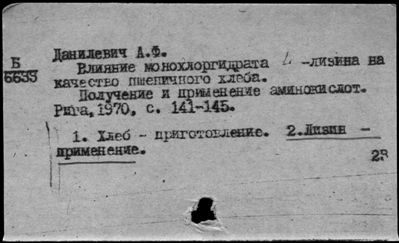 Данилевич А.Ф.
Б
6633
Влияние монохлоргидрата L -лизина на
качество пшеничного хлеба.
Получение и применение аминокислот.
Рига, 1970, с. 141-145.
1. Хлеб - приготовление. 2.Лизин -
применение.